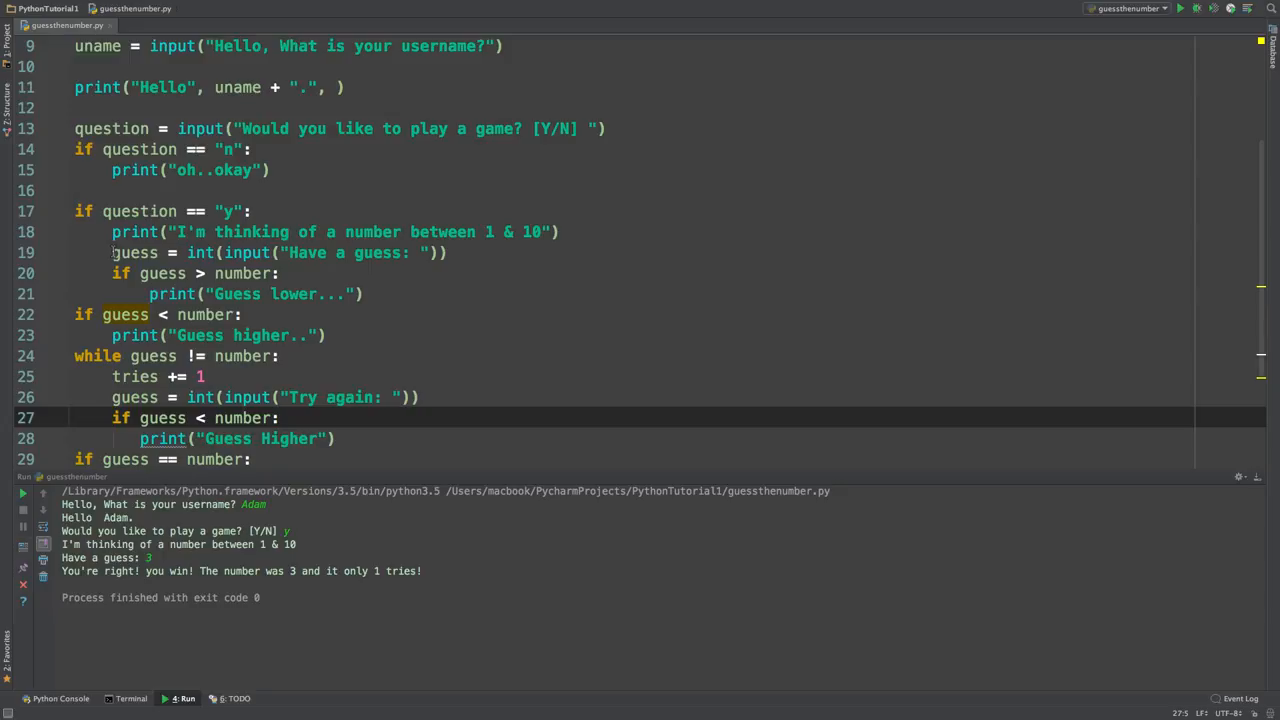 PythonTutorial1 guessthenumber.py guessthenumber
guessthenumber.py
1: Project
7: Structure
2: Favorites
Database
9 uname = input("Hello, What is your username?")
10
11 print("Hello", uname + ".", )
12
13 question = input("Would you like to play a game? [Y/N] ")
14 if question == "n":
15 print("oh..okay")
16
17 if question == "y":
18 print("I'm thinking of a number between 1 & 10")
19 guess = int(input("Have a guess: "))
20 if guess > number:
21 print("Guess lower...")
22 if guess < number:
23 print("Guess higher..")
24 while guess != number:
25 tries += 1
26 guess = int(input("Try again: "))
27 if guess < number:
28 print("Guess Higher")
29 if guess == number:
Run guessthenumber
/Library/Frameworks/Python.framework/Versions/3.5/bin/python3.5 /Users/macbook/PycharmProjects/PythonTutorial1/guessthenumber.py
Hello, What is your username? Adam
Hello  Adam.
Would you like to play a game? [Y/N] y
I'm thinking of a number between 1 & 10
Have a guess: 3
You're right! you win! The number was 3 and it only 1 tries!
Process finished with exit code 0
Python Console Terminal 4: Run 6: TODO Event Log
27:5 LF÷ UTF-8÷